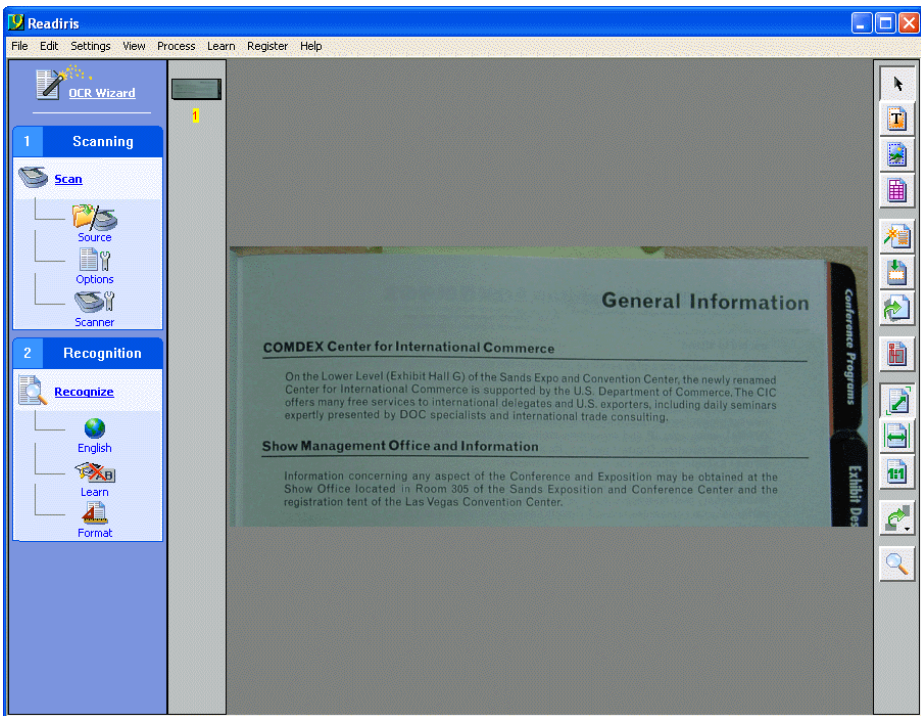 Readiris
File Edit Settings View Process Learn Register Help
OCR Wizard
1
1 Scanning
Scan
Source
Options
Scanner
2 Recognition
Recognize
English
Learn
Format
General Information
COMDEX Center for International Commerce
On the Lower Level (Exhibit Hall G) of the Sands Expo and Convention Center, the newly renamed
Center for International Commerce is supported by the U.S. Department of Commerce. The CIC
offers many free services to international delegates and U.S. exporters, including daily seminars
expertly presented by DOC specialists and international trade consulting.
Show Management Office and Information
Information concerning any aspect of the Conference and Exposition may be obtained at the
Show Office located in Room 305 of the Sands Exposition and Conference Center and the
registration tent of the Las Vegas Convention Center.
Conference Programs
Exhibit Des
T
1:1